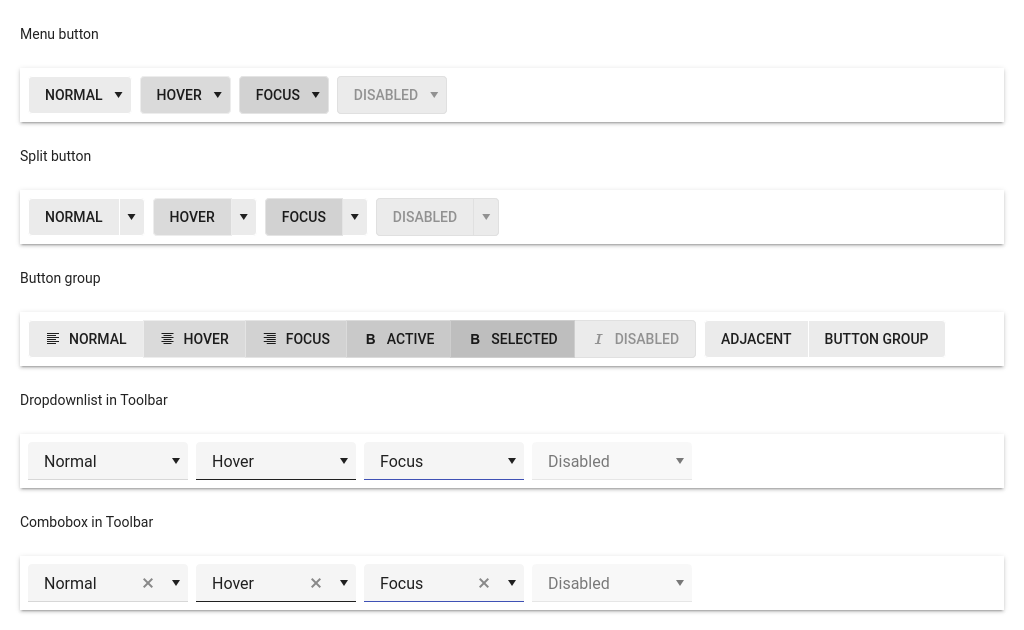 Menu button
NORMAL HOVER FOCUS DISABLED
Split button
NORMAL HOVER FOCUS DISABLED
Button group
NORMAL HOVER FOCUS B ACTIVE B SELECTED I DISABLED ADJACENT BUTTON GROUP
Dropdownlist in Toolbar
Normal Hover Focus Disabled
Combobox in Toolbar
Normal Hover Focus Disabled